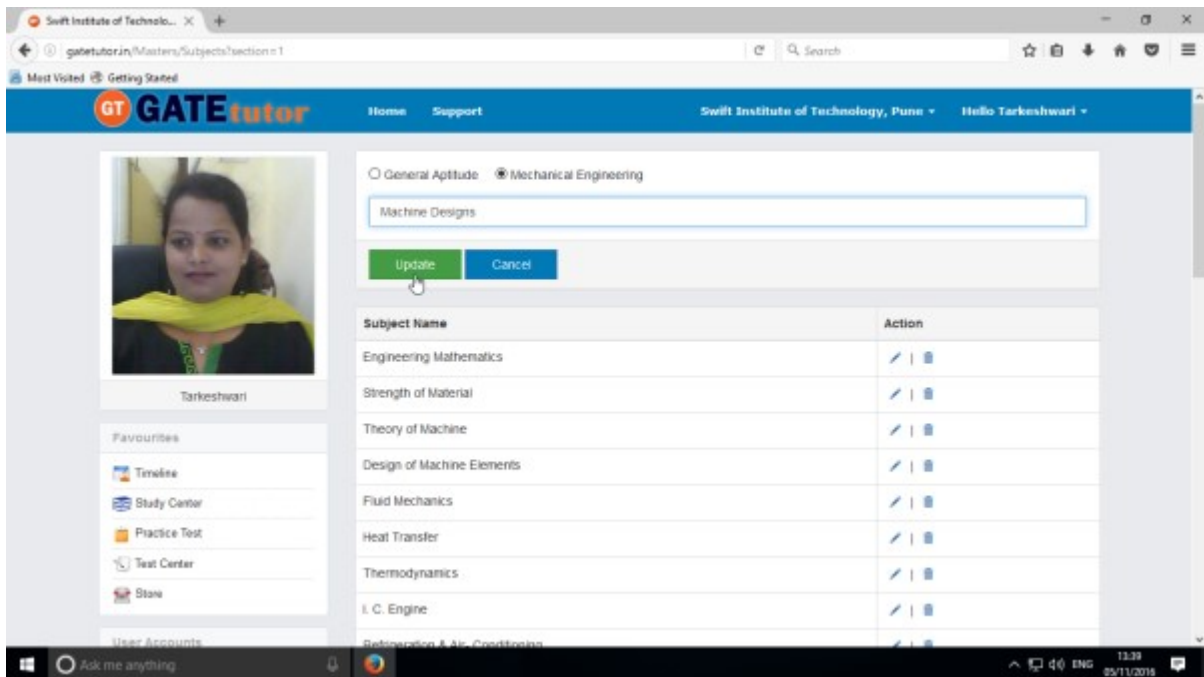 Swift Institute of Technolo...
gatetutor.in/Masters/Subjects?section=1
Search
Most Visited Getting Started
GT GATEtutor Home Support Swift Institute of Technology, Pune Hello Tarkeshwari
General Aptitude Mechanical Engineering
Machine Designs
Update Cancel
Tarkeshwari
Favourites
Timeline
Study Center
Practice Test
Test Center
Store
User Accounts
Subject Name Action
Engineering Mathematics
Strength of Material
Theory of Machine
Design of Machine Elements
Fluid Mechanics
Heat Transfer
Thermodynamics
I. C. Engine
Refrigeration & Air- Conditioning
Ask me anything
ENG
13:39
05/11/2016